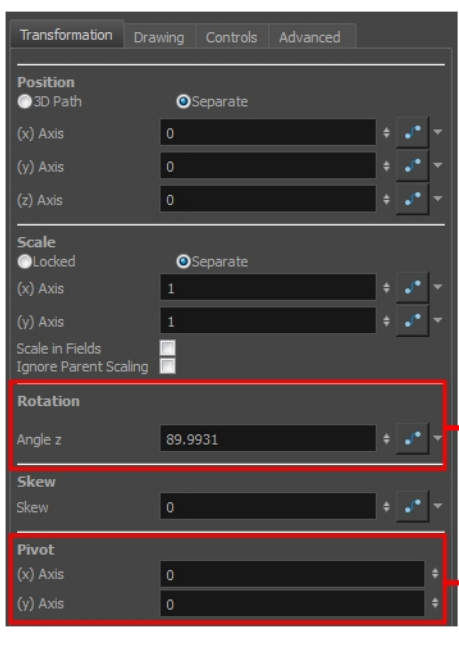 Transformation Drawing Controls Advanced
Position
3D Path Separate
(x) Axis 0
(y) Axis 0
(z) Axis 0
Scale
Locked Separate
(x) Axis 1
(y) Axis 1
Scale in Fields
Ignore Parent Scaling
Rotation
Angle z 89.9931
Skew
Skew 0
Pivot
(x) Axis 0
(y) Axis 0